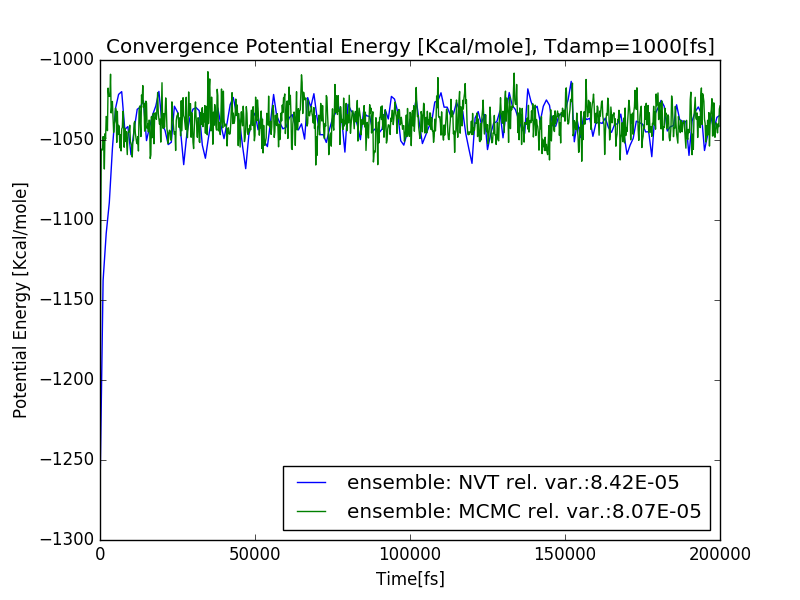 Convergence Potential Energy [Kcal/mole], Tdamp=1000[fs]
−1000
−1050
−1100
−1150
−1200
−1250
−1300
Potential Energy [Kcal/mole]
ensemble: NVT rel. var.:8.42E-05
ensemble: MCMC rel. var.:8.07E-05
0
50000
100000
150000
200000
Time[fs]